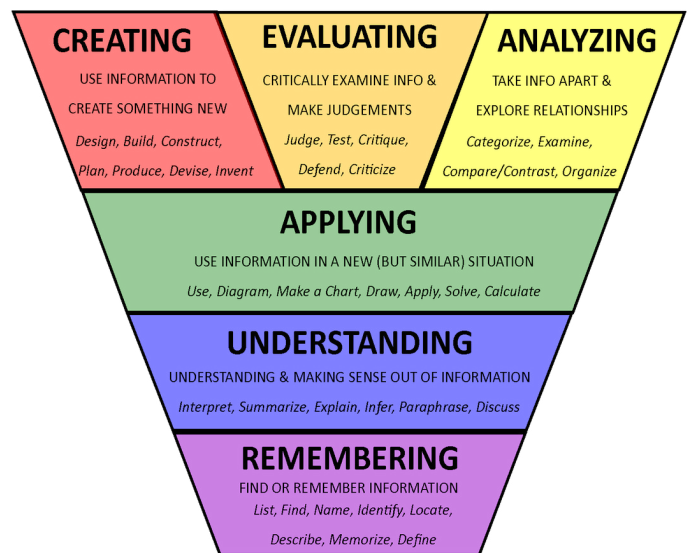 CREATING
USE INFORMATION TO
CREATE SOMETHING NEW
Design, Build, Construct,
Plan, Produce, Devise, Invent
EVALUATING
CRITICALLY EXAMINE INFO &
MAKE JUDGEMENTS
Judge, Test, Critique,
Defend, Criticize
ANALYZING
TAKE INFO APART &
EXPLORE RELATIONSHIPS
Categorize, Examine,
Compare/Contrast, Organize
APPLYING
USE INFORMATION IN A NEW (BUT SIMILAR) SITUATION
Use, Diagram, Make a Chart, Draw, Apply, Solve, Calculate
UNDERSTANDING
UNDERSTANDING & MAKING SENSE OUT OF INFORMATION
Interpret, Summarize, Explain, Infer, Paraphrase, Discuss
REMEMBERING
FIND OR REMEMBER INFORMATION
List, Find, Name, Identify, Locate,
Describe, Memorize, Define